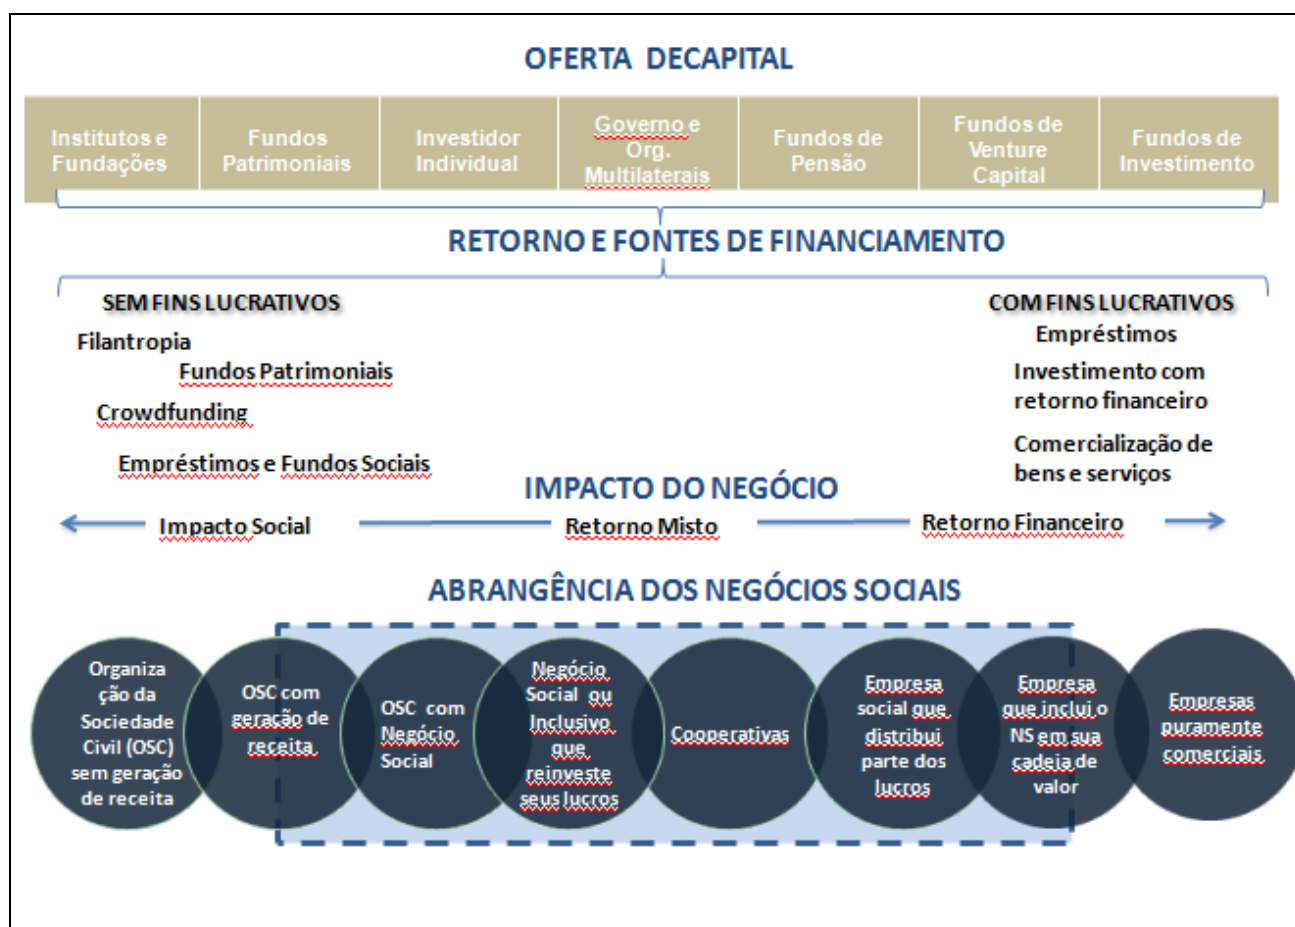 OFERTA DECAPITAL
Institutos e
Fundações
Fundos
Patrimoniais
Investidor
Individual
Governo e
Org.
Multilaterais
Fundos de
Pensão
Fundos de
Venture
Capital
Fundos de
Investimento
RETORNO E FONTES DE FINANCIAMENTO
SEM FINS LUCRATIVOS
Filantropia
Fundos Patrimoniais
Crowdfunding
Empréstimos e Fundos Sociais
COM FINS LUCRATIVOS
Empréstimos
Investimento com
retorno financeiro
Comercialização de
bens e serviços
IMPACTO DO NEGÓCIO
Impacto Social
Retorno Misto
Retorno Financeiro
ABRANGÊNCIA DOS NEGÓCIOS SOCIAIS
Organiza
ção da
Sociedade
Civil (OSC)
sem geração
de receita
OSC com
geração de
receita
OSC com
Negócio
Social
Negócio
Social ou
Inclusivo
que
reinveste
seus lucros
Cooperativas
Empresa
social que
distribui
parte dos
lucros
Empresa
que inclui o
NS em sua
cadeia de
valor
Empresas
puramente
comerciais